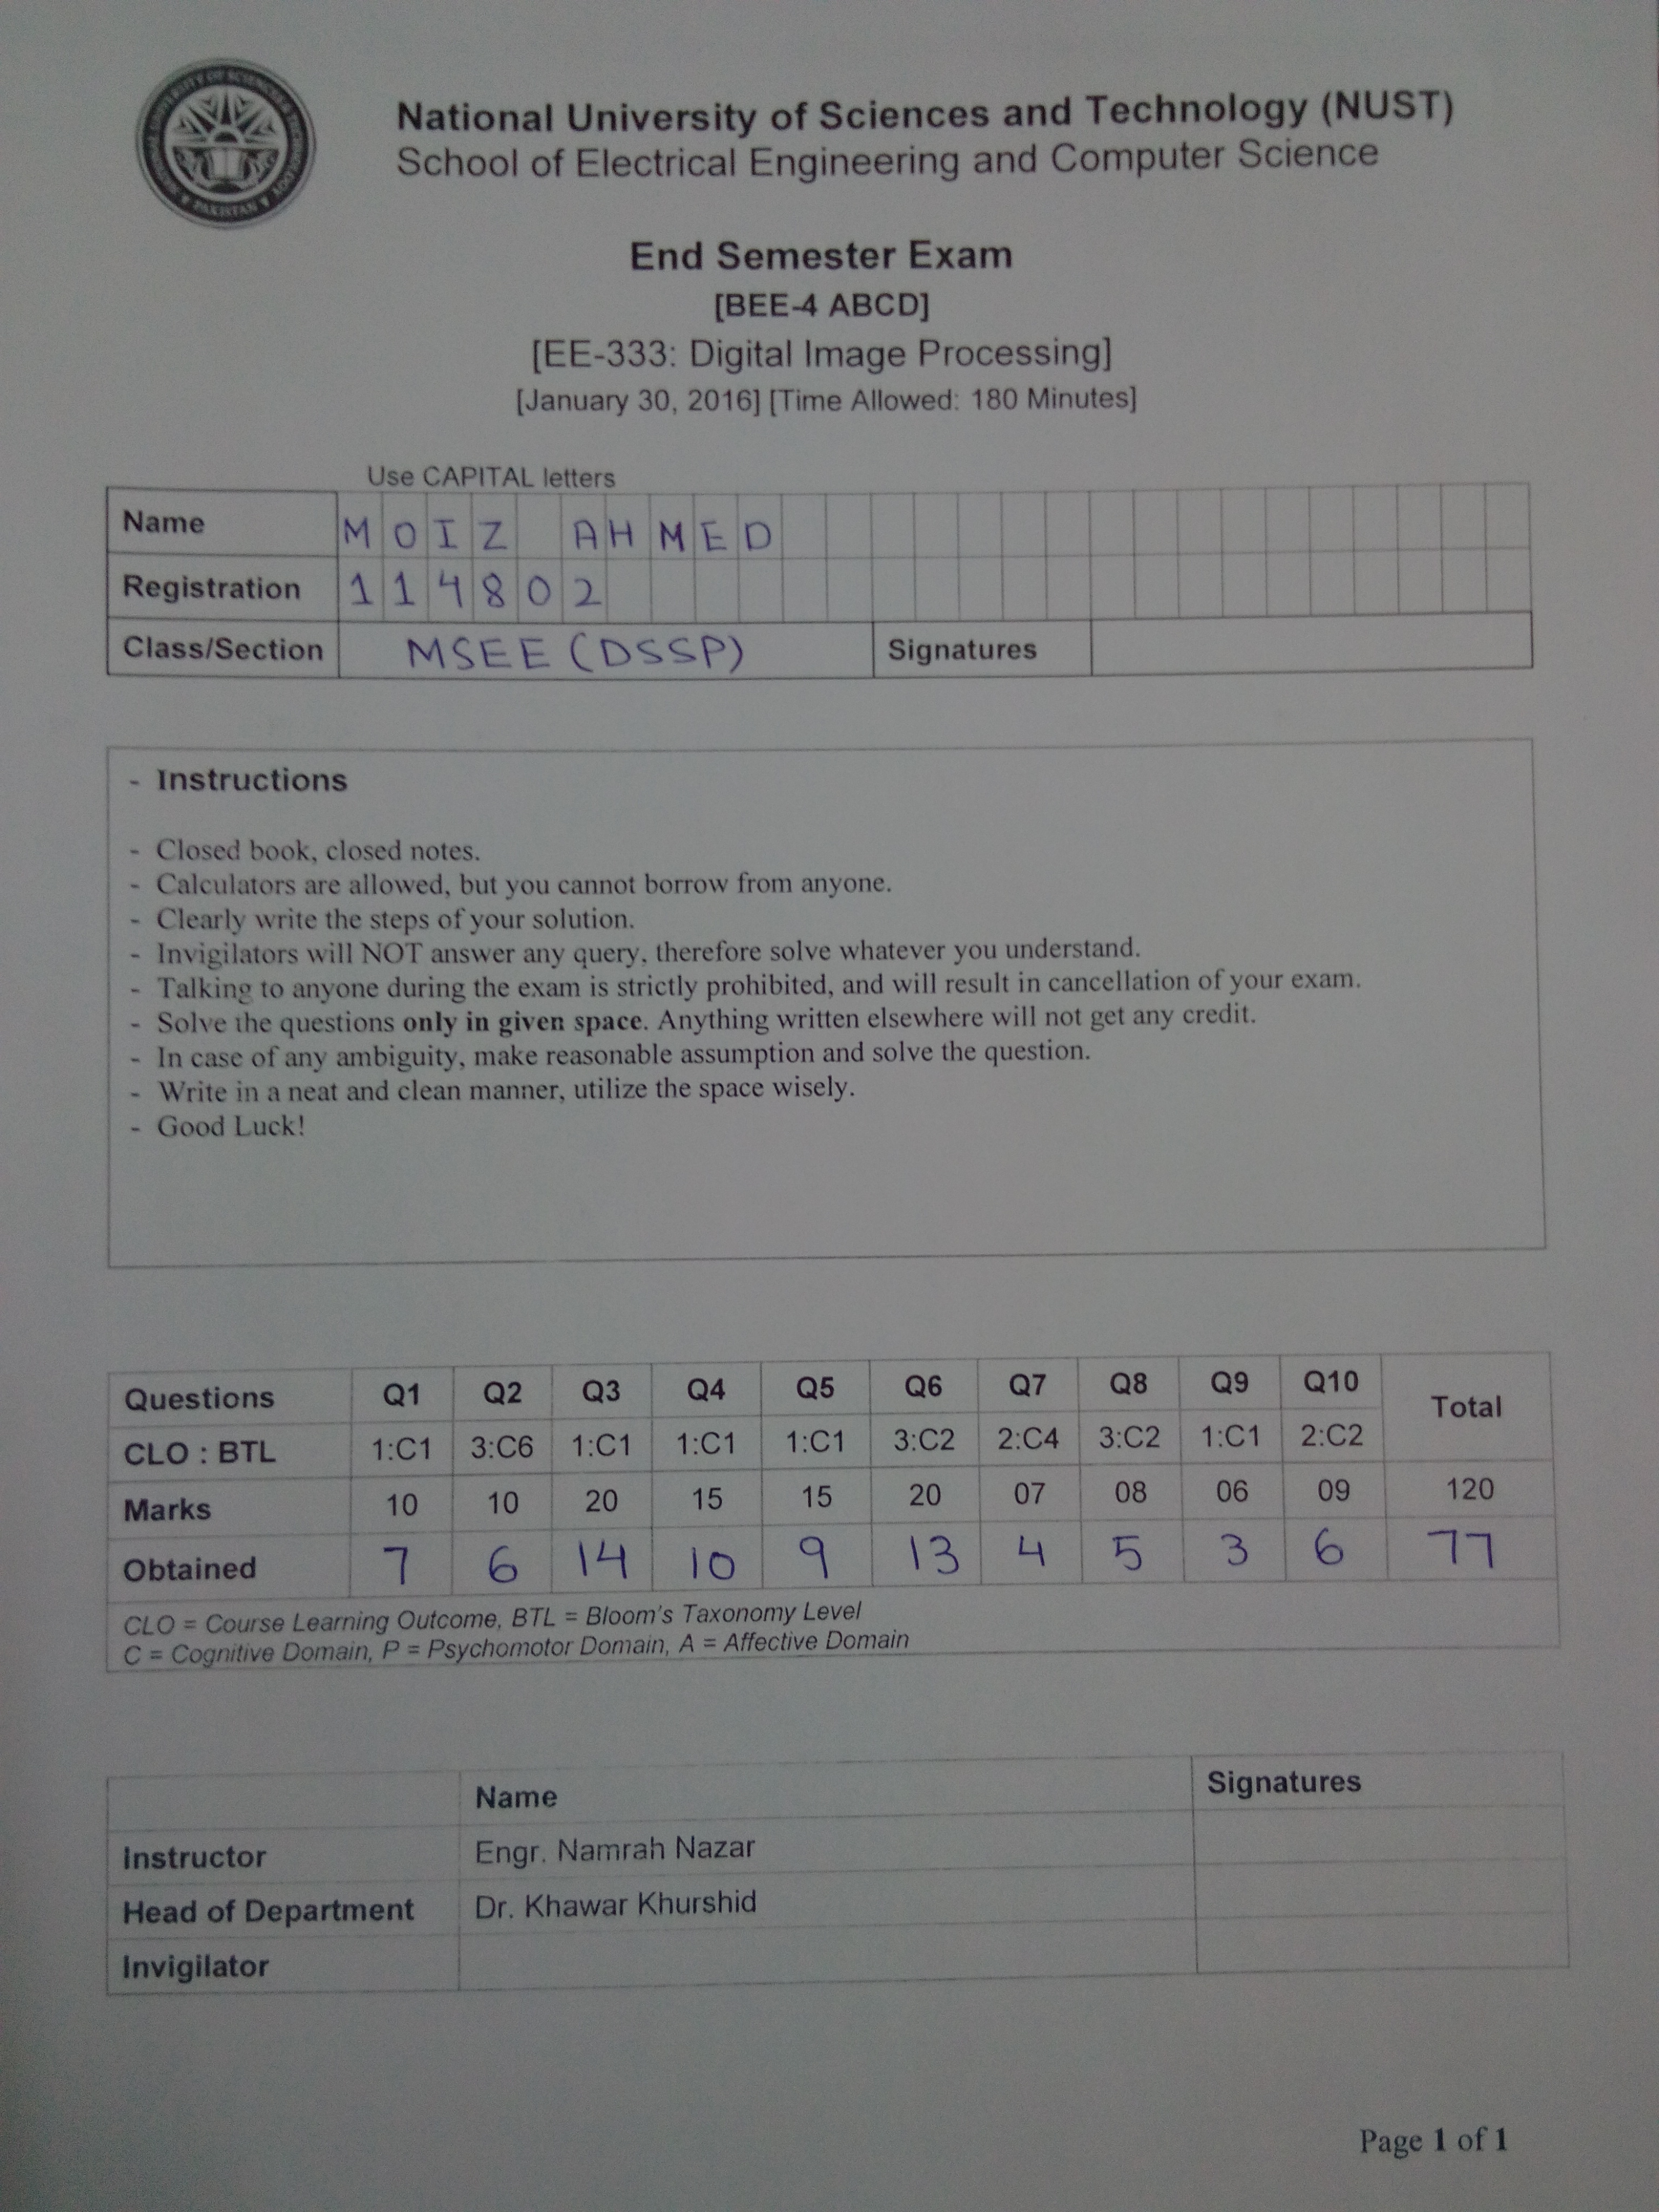 National University of Sciences and Technology (NUST)
School of Electrical Engineering and Computer Science
End Semester Exam
[BEE-4 ABCD]
[EE-333: Digital Image Processing]
[January 30, 2016] [Time Allowed: 180 Minutes]
Use CAPITAL letters
Name MOIZ AHMED
Registration 114802
Class/Section MSEE (DSSP) Signatures
- Instructions
- Closed book, closed notes.
- Calculators are allowed, but you cannot borrow from anyone.
- Clearly write the steps of your solution.
- Invigilators will NOT answer any query, therefore solve whatever you understand.
- Talking to anyone during the exam is strictly prohibited, and will result in cancellation of your exam.
- Solve the questions only in given space. Anything written elsewhere will not get any credit.
- In case of any ambiguity, make reasonable assumption and solve the question.
- Write in a neat and clean manner, utilize the space wisely.
- Good Luck!
Questions Q1 Q2 Q3 Q4 Q5 Q6 Q7 Q8 Q9 Q10 Total
CLO : BTL 1:C1 3:C6 1:C1 1:C1 1:C1 3:C2 2:C4 3:C2 1:C1 2:C2
Marks 10 10 20 15 15 20 07 08 06 09 120
Obtained 7 6 14 10 9 13 4 5 3 6 77
CLO = Course Learning Outcome, BTL = Bloom's Taxonomy Level
C = Cognitive Domain, P = Psychomotor Domain, A = Affective Domain
Name Signatures
Instructor Engr. Namrah Nazar
Head of Department Dr. Khawar Khurshid
Invigilator
Page 1 of 1